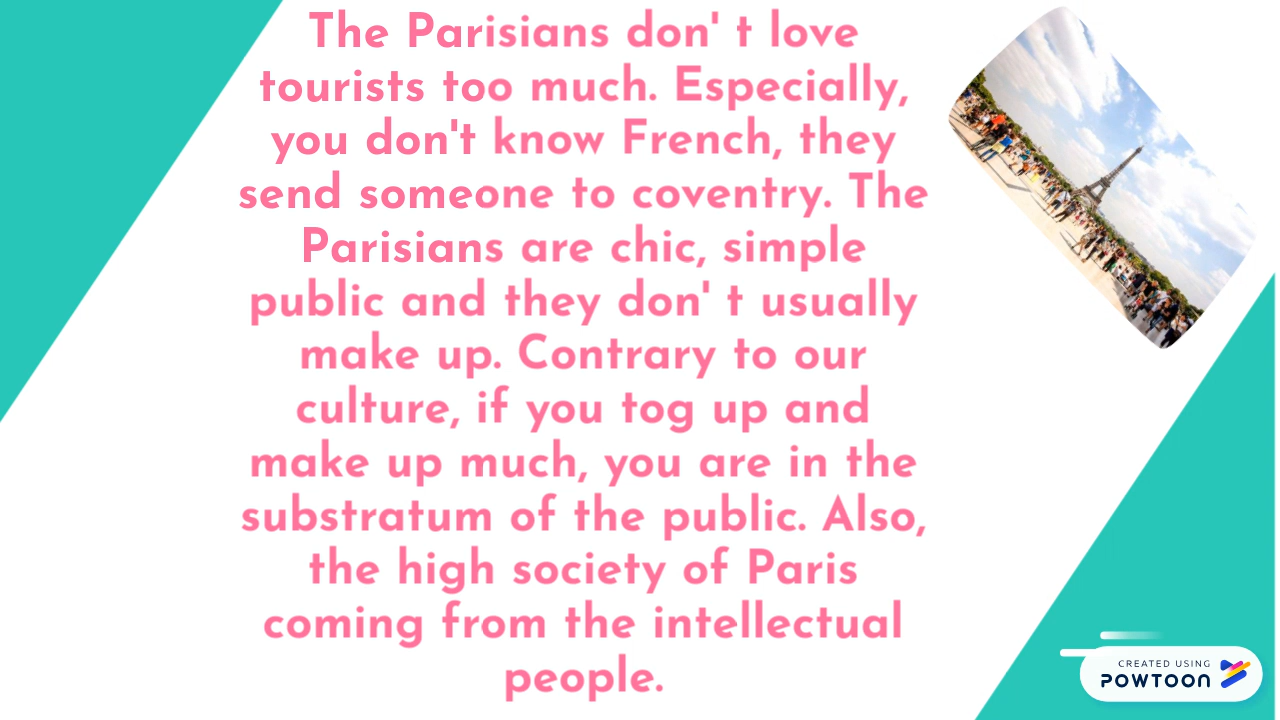 The Parisians don' t love
tourists too much. Especially,
you don't know French, they
send someone to coventry. The
Parisians are chic, simple
public and they don' t usually
make up. Contrary to our
culture, if you tog up and
make up much, you are in the
substratum of the public. Also,
the high society of Paris
coming from the intellectual
people.
CREATED USING
POWTOON